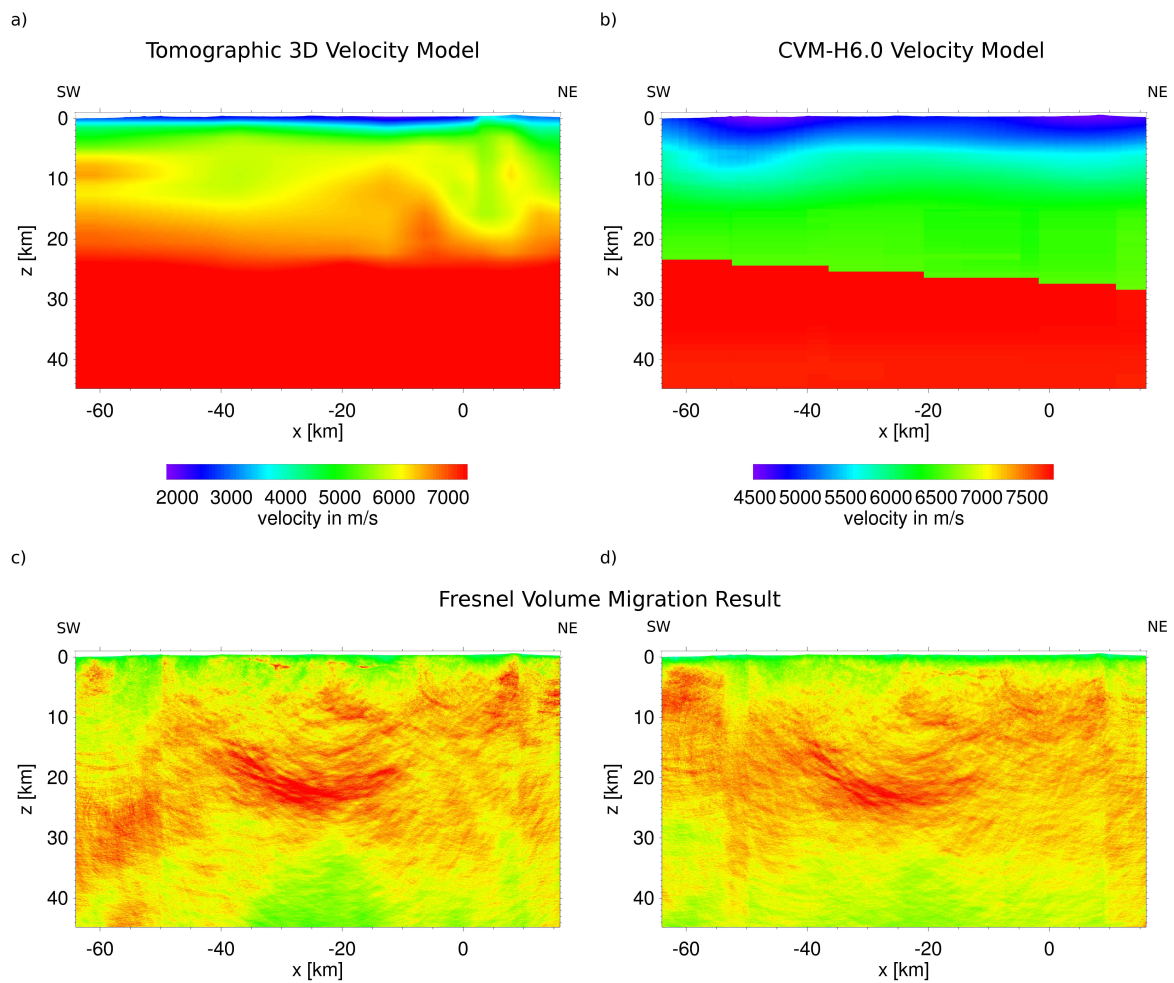 a)
b)
Tomographic 3D Velocity Model
CVM-H6.0 Velocity Model
SW
NE
SW
NE
0
10
20
30
40
z [km]
-60
-40
-20
0
x [km]
0
10
20
30
40
z [km]
-60
-40
-20
0
x [km]
2000 3000 4000 5000 6000 7000
velocity in m/s
4500 5000 5500 6000 6500 7000 7500
velocity in m/s
c)
d)
Fresnel Volume Migration Result
SW
NE
SW
NE
0
10
20
30
40
z [km]
-60
-40
-20
0
x [km]
0
10
20
30
40
z [km]
-60
-40
-20
0
x [km]